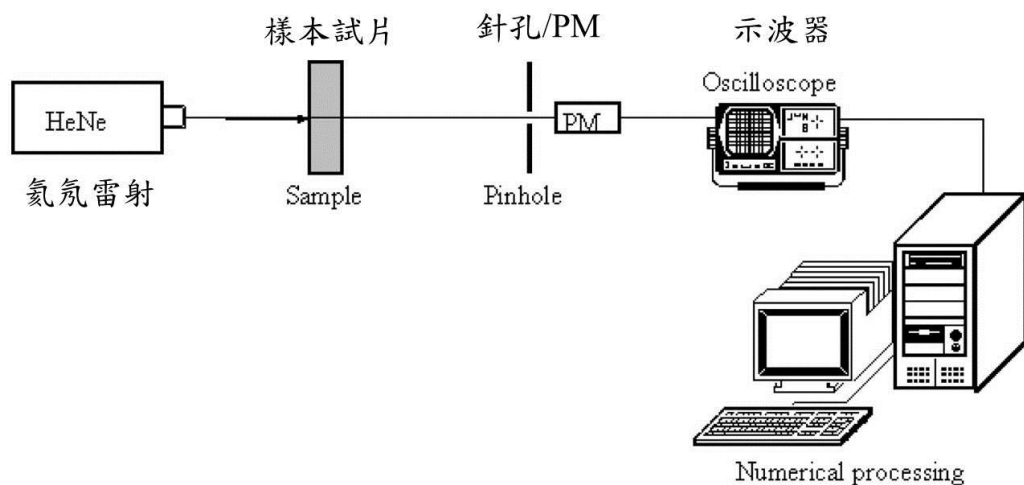 樣本試片
針孔/PM
示波器
Oscilloscope
HeNe
PM
氦氖雷射
Sample
Pinhole
Numerical processing